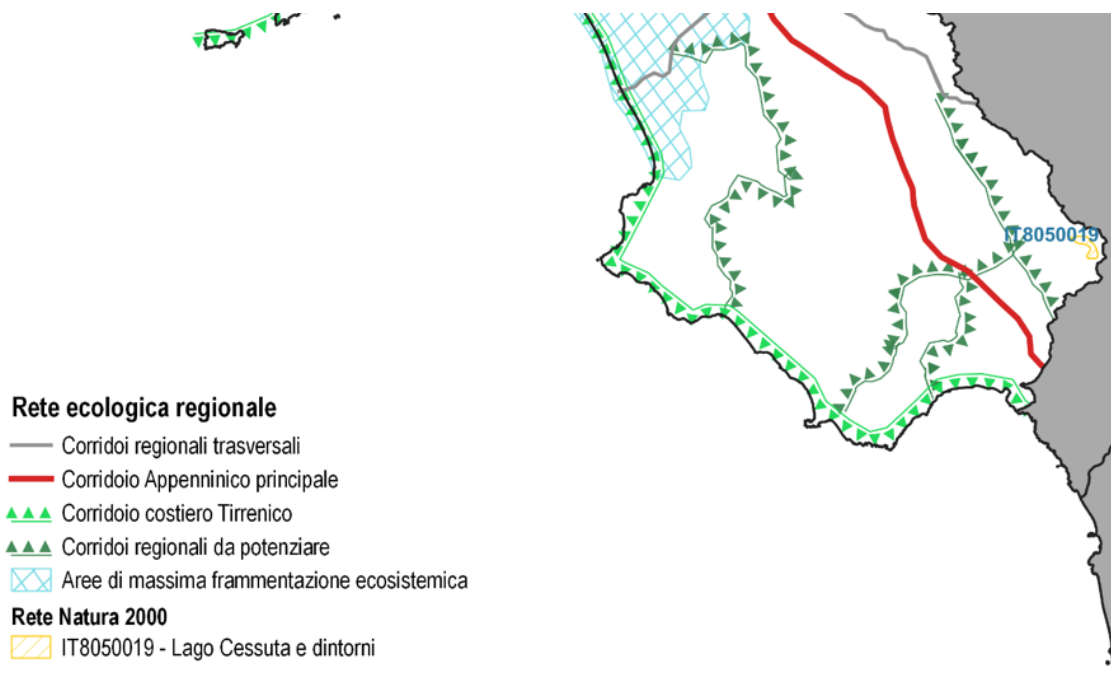 IT8050019
Rete ecologica regionale
Corridoi regionali trasversali
Corridoio Appenninico principale
Corridoio costiero Tirrenico
Corridoi regionali da potenziare
Aree di massima frammentazione ecosistemica
Rete Natura 2000
IT8050019 - Lago Cessuta e dintorni